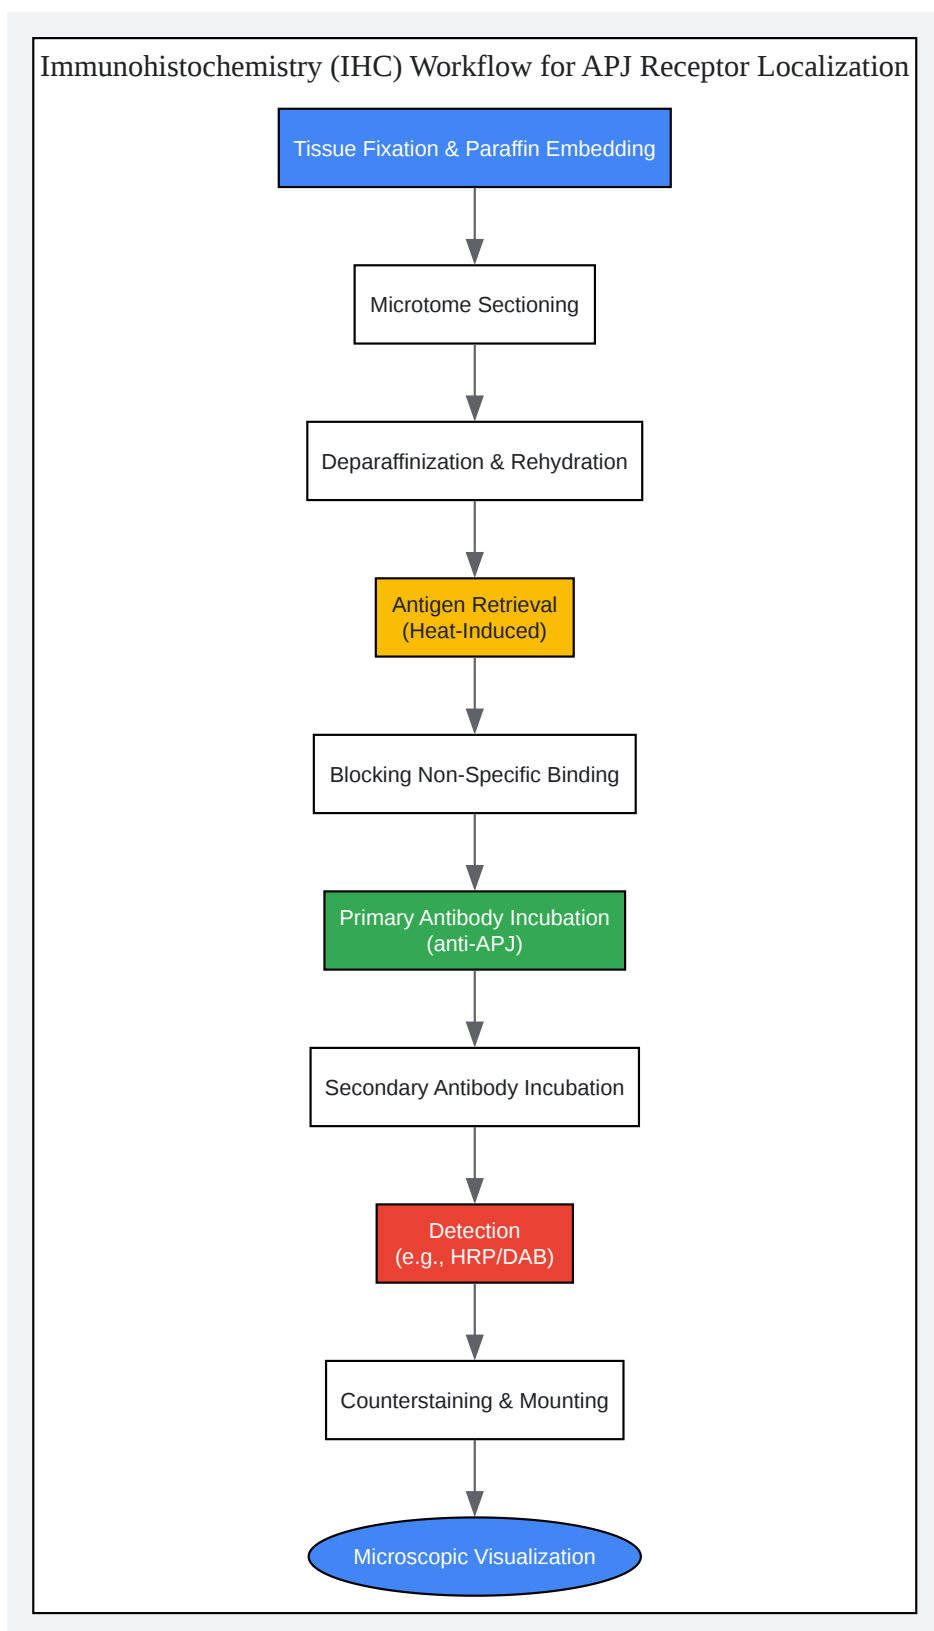 Immunohistochemistry (IHC) Workflow for APJ Receptor Localization
Tissue Fixation & Paraffin Embedding
Microtome Sectioning
Deparaffinization & Rehydration
Antigen Retrieval
(Heat-Induced)
Blocking Non-Specific Binding
Primary Antibody Incubation
(anti-APJ)
Secondary Antibody Incubation
Detection
(e.g., HRP/DAB)
Counterstaining & Mounting
Microscopic Visualization